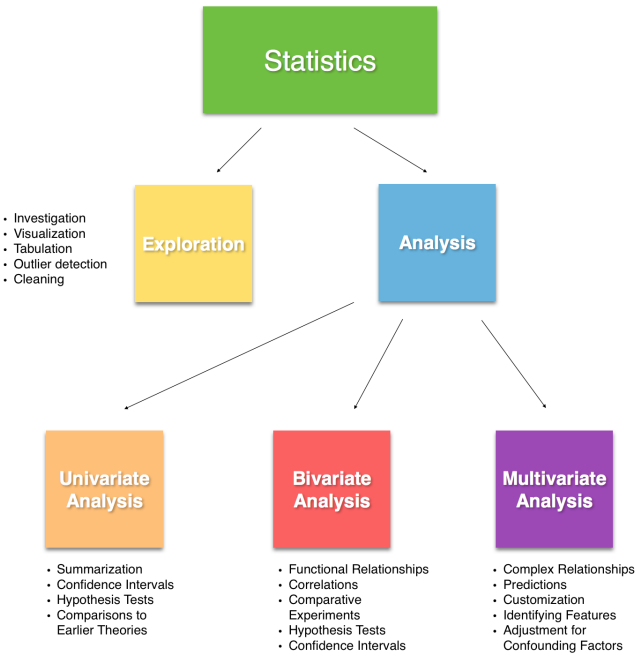 Statistics
• Investigation
• Visualization
• Tabulation
• Outlier detection
• Cleaning
Exploration
Analysis
Univariate
Analysis
• Summarization
• Confidence Intervals
• Hypothesis Tests
• Comparisons to
Earlier Theories
Bivariate
Analysis
• Functional Relationships
• Correlations
• Comparative
Experiments
• Hypothesis Tests
• Confidence Intervals
Multivariate
Analysis
• Complex Relationships
• Predictions
• Customization
• Identifying Features
• Adjustment for
Confounding Factors